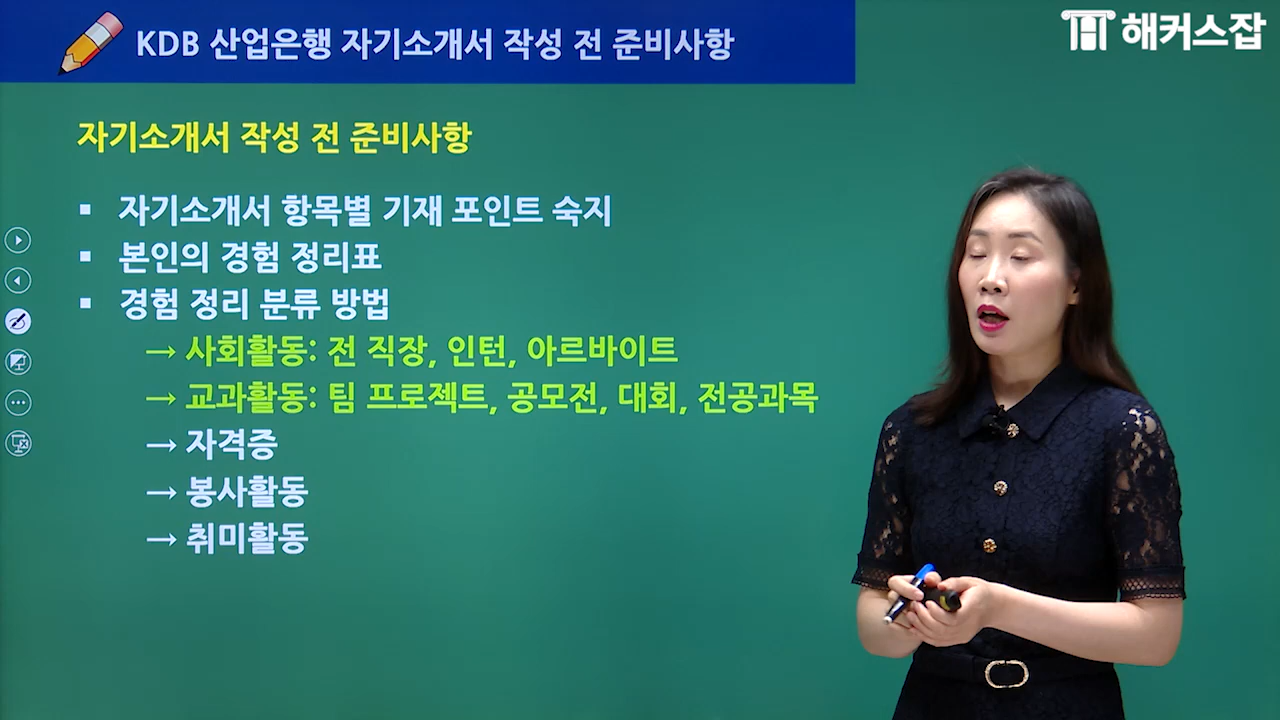 KDB 산업은행 자기소개서 작성 전 준비사항
해커스잡
자기소개서 작성 전 준비사항
▪ 자기소개서 항목별 기재 포인트 숙지
▪ 본인의 경험 정리표
▪ 경험 정리 분류 방법
→ 사회활동: 전 직장, 인턴, 아르바이트
→ 교과활동: 팀 프로젝트, 공모전, 대회, 전공과목
→ 자격증
→ 봉사활동
→ 취미활동